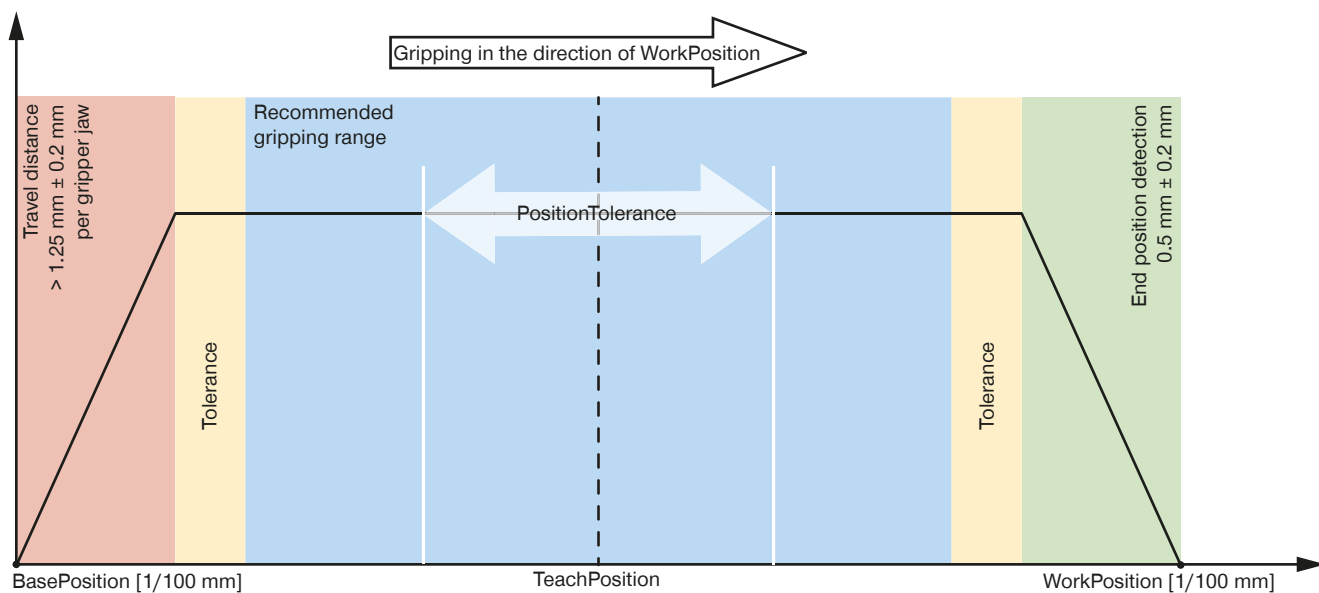 Gripping in the direction of WorkPosition
Travel distance
> 1.25 mm ± 0.2 mm
per gripper jaw
Tolerance
Recommended
gripping range
PositionTolerance
Tolerance
End position detection
0.5 mm ± 0.2 mm
BasePosition [1/100 mm]
TeachPosition
WorkPosition [1/100 mm]